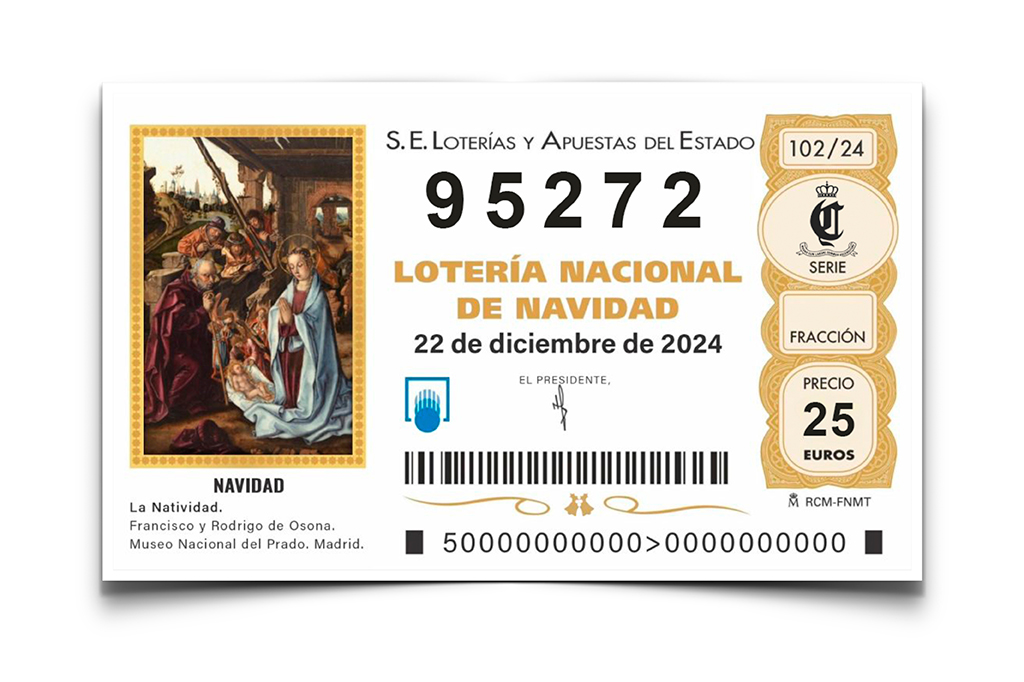 S.E. LOTERÍAS Y APUESTAS DEL ESTADO
95272
LOTERÍA NACIONAL
DE NAVIDAD
22 de diciembre de 2024
EL PRESIDENTE,
50000000000>0000000000
NAVIDAD
La Natividad.
Francisco y Rodrigo de Osona.
Museo Nacional del Prado. Madrid.
102/24
SERIE
FRACCIÓN
PRECIO
25
EUROS
RCM-FNMT